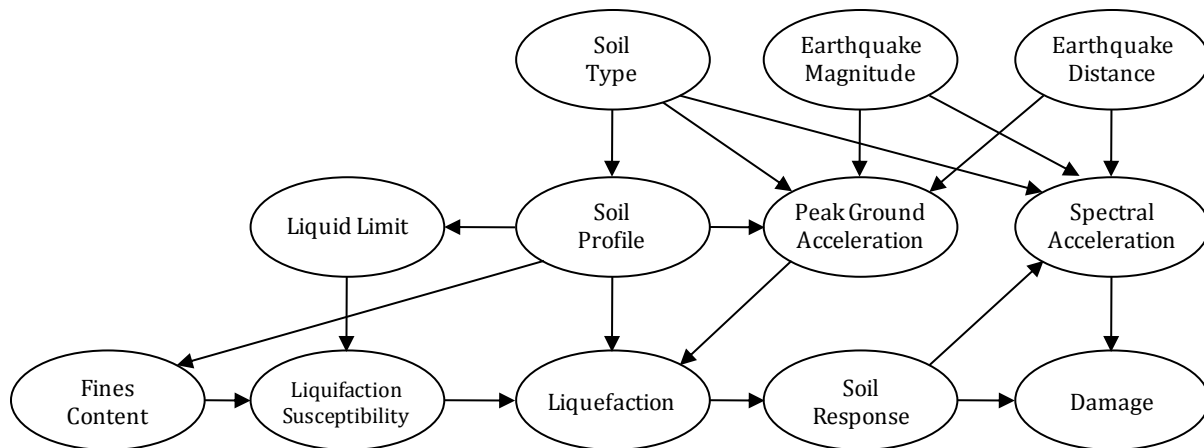 Soil
Type
Earthquake
Magnitude
Earthquake
Distance
Liquid Limit
Soil
Profile
Peak Ground
Acceleration
Spectral
Acceleration
Fines
Content
Liquifaction
Susceptibility
Liquefaction
Soil
Response
Damage